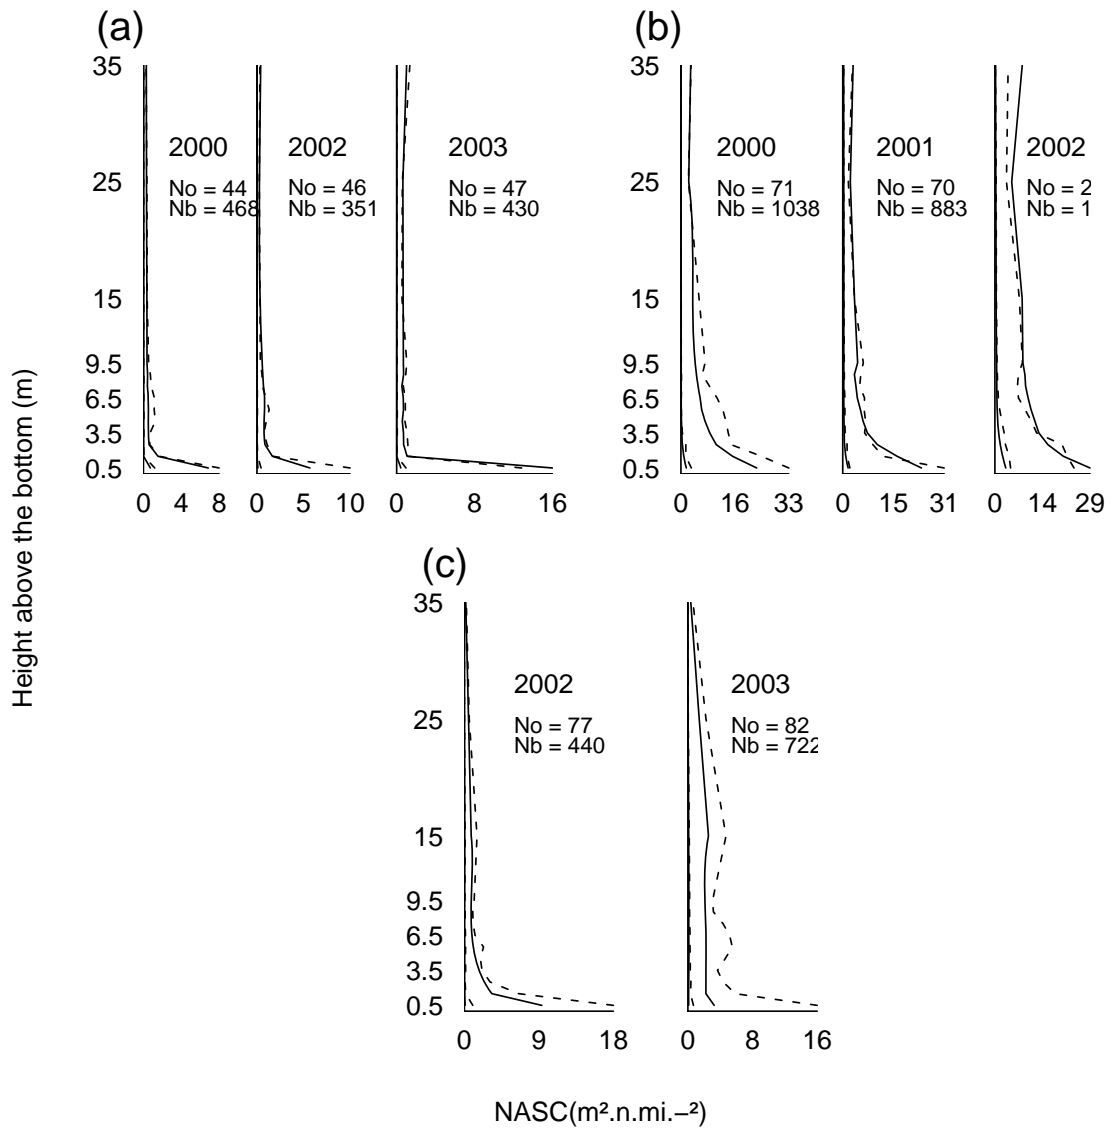 (a)
35
25
15
9.5
6.5
3.5
0.5
2000
No = 44
Nb = 468
0 4 8
2002
No = 46
Nb = 351
0 5 10
2003
No = 47
Nb = 430
0 8 16
(b)
35
25
15
9.5
6.5
3.5
0.5
2000
No = 71
Nb = 1038
0 16 33
2001
No = 70
Nb = 883
0 15 31
2002
No = 2
Nb = 1
0 14 29
(c)
35
25
15
9.5
6.5
3.5
0.5
2002
No = 77
Nb = 440
0 9 18
2003
No = 82
Nb = 722
0 8 16
Height above the bottom (m)
NASC(m².n.mi.−²)